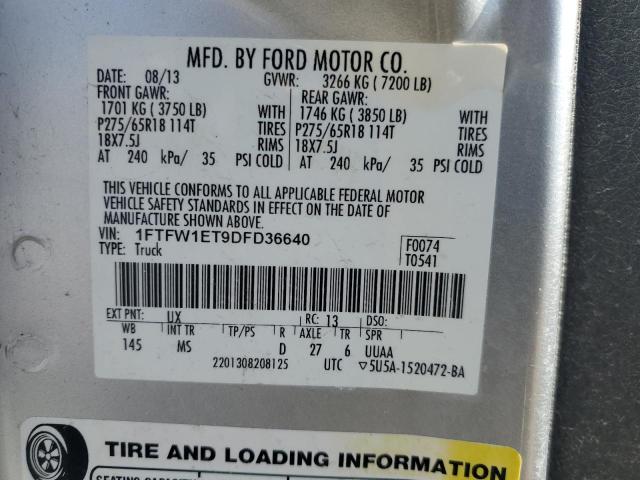 MFD. BY FORD MOTOR CO.
DATE: 08/13 GVWR: 3266 KG ( 7200 LB)
FRONT GAWR: REAR GAWR:
1701 KG ( 3750 LB) WITH 1746 KG ( 3850 LB) WITH
P275/65R18 114T TIRES P275/65R18 114T TIRES
18X7.5J RIMS 18X7.5J RIMS
AT 240 kPa/ 35 PSI COLD AT 240 kPa/ 35 PSI COLD
THIS VEHICLE CONFORMS TO ALL APPLICABLE FEDERAL MOTOR
VEHICLE SAFETY STANDARDS IN EFFECT ON THE DATE OF
MANUFACTURE SHOWN ABOVE.
VIN: 1FTFW1ET9DFD36640 F0074
TYPE: Truck T0541
EXT PNT: UX RC: 13 DSO:
WB INT TR TP/PS R AXLE TR SPR
145 MS D 27 6 UUAA
2201308208125 UTC ▽5U5A-1520472-BA
TIRE AND LOADING INFORMATION
SEATING CAPACITY